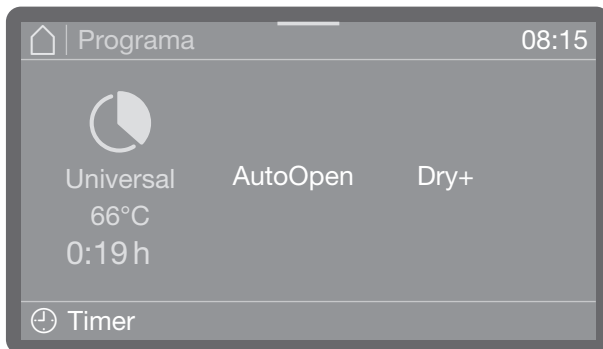 Programa 08:15
Universal AutoOpen Dry+
66°C
0:19 h
Timer